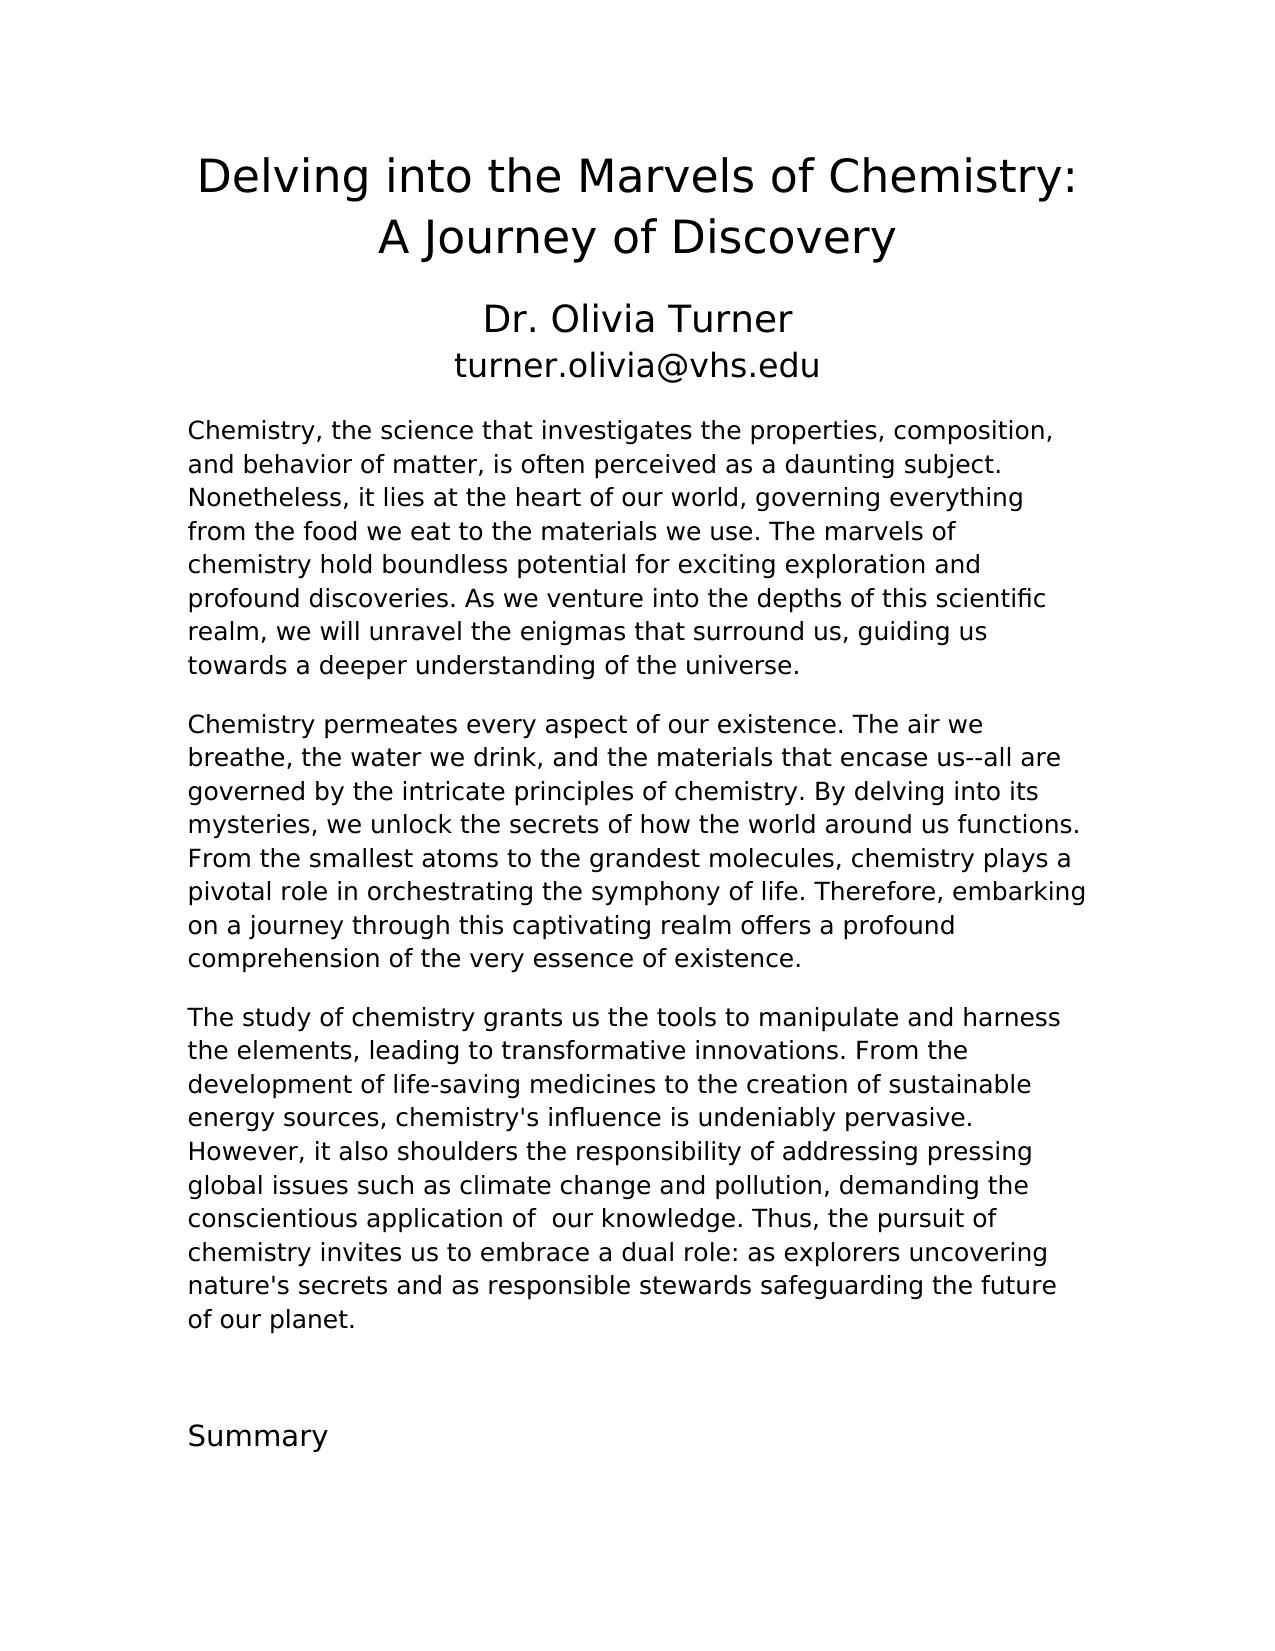 Delving into the Marvels of Chemistry:
A Journey of Discovery
Dr. Olivia Turner
turner.olivia@vhs.edu
Chemistry, the science that investigates the properties, composition,
and behavior of matter, is often perceived as a daunting subject.
Nonetheless, it lies at the heart of our world, governing everything
from the food we eat to the materials we use. The marvels of
chemistry hold boundless potential for exciting exploration and
profound discoveries. As we venture into the depths of this scientific
realm, we will unravel the enigmas that surround us, guiding us
towards a deeper understanding of the universe.
Chemistry permeates every aspect of our existence. The air we
breathe, the water we drink, and the materials that encase us--all are
governed by the intricate principles of chemistry. By delving into its
mysteries, we unlock the secrets of how the world around us functions.
From the smallest atoms to the grandest molecules, chemistry plays a
pivotal role in orchestrating the symphony of life. Therefore, embarking
on a journey through this captivating realm offers a profound
comprehension of the very essence of existence.
The study of chemistry grants us the tools to manipulate and harness
the elements, leading to transformative innovations. From the
development of life-saving medicines to the creation of sustainable
energy sources, chemistry's influence is undeniably pervasive.
However, it also shoulders the responsibility of addressing pressing
global issues such as climate change and pollution, demanding the
conscientious application of  our knowledge. Thus, the pursuit of
chemistry invites us to embrace a dual role: as explorers uncovering
nature's secrets and as responsible stewards safeguarding the future
of our planet.
Summary